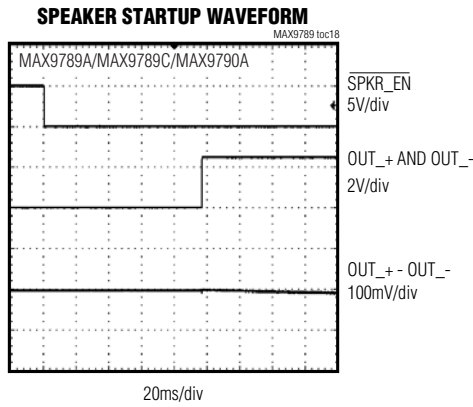 SPEAKER STARTUP WAVEFORM
MAX9789 toc18
MAX9789A/MAX9789C/MAX9790A
SPKR_EN
5V/div
OUT_+ AND OUT_-
2V/div
OUT_+ - OUT_-
100mV/div
20ms/div